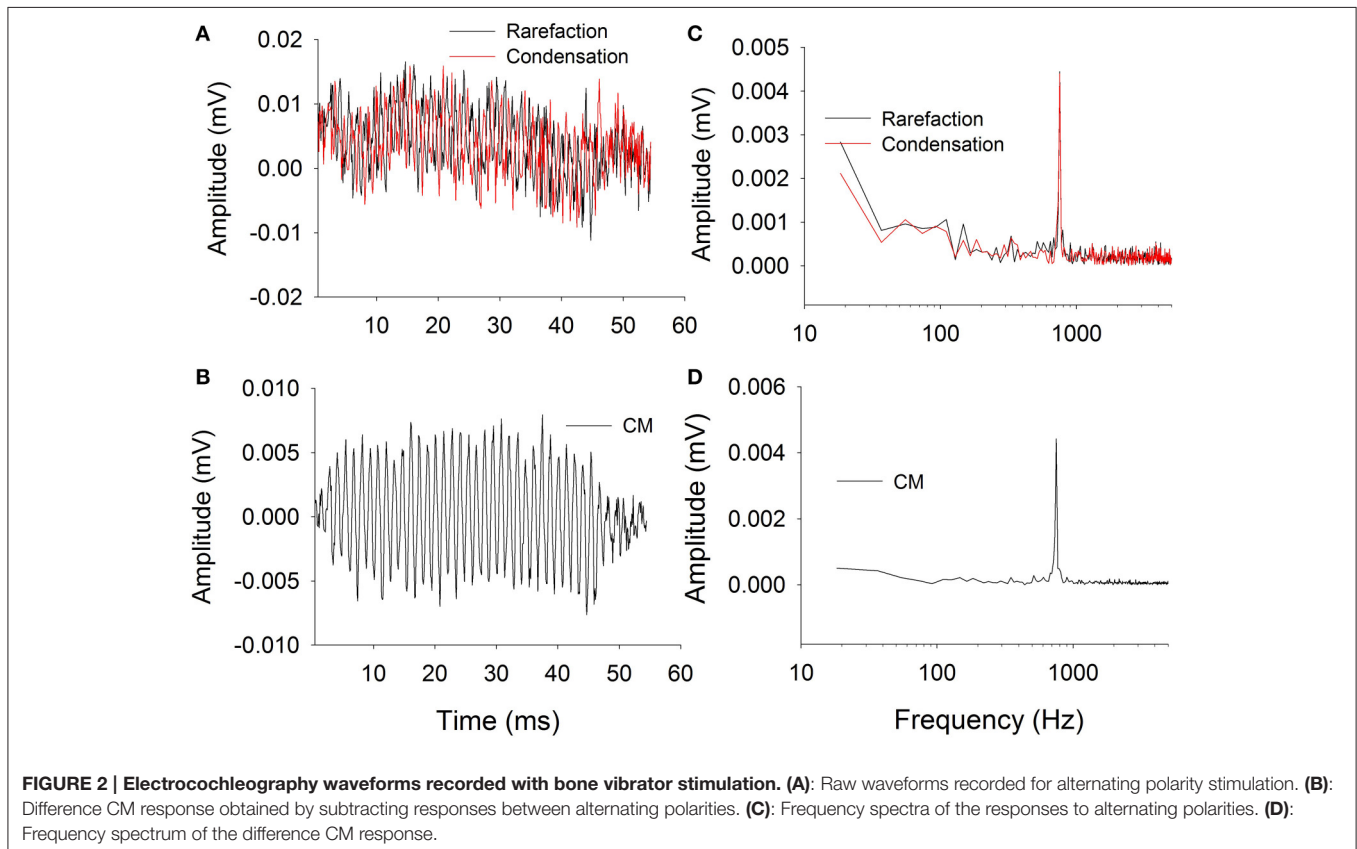 A
Rarefaction
Condensation
Amplitude (mV)
0.02
0.01
0.00
-0.01
-0.02
10 20 30 40 50 60
C
Rarefaction
Condensation
Amplitude (mV)
0.005
0.004
0.003
0.002
0.001
0.000
10 100 1000
B
CM
Amplitude (mV)
0.010
0.005
0.000
-0.005
-0.010
10 20 30 40 50 60
Time (ms)
D
CM
Amplitude (mV)
0.006
0.004
0.002
0.000
10 100 1000
Frequency (Hz)
FIGURE 2 | Electrocochleography waveforms recorded with bone vibrator stimulation. (A): Raw waveforms recorded for alternating polarity stimulation. (B):
Difference CM response obtained by subtracting responses between alternating polarities. (C): Frequency spectra of the responses to alternating polarities. (D):
Frequency spectrum of the difference CM response.